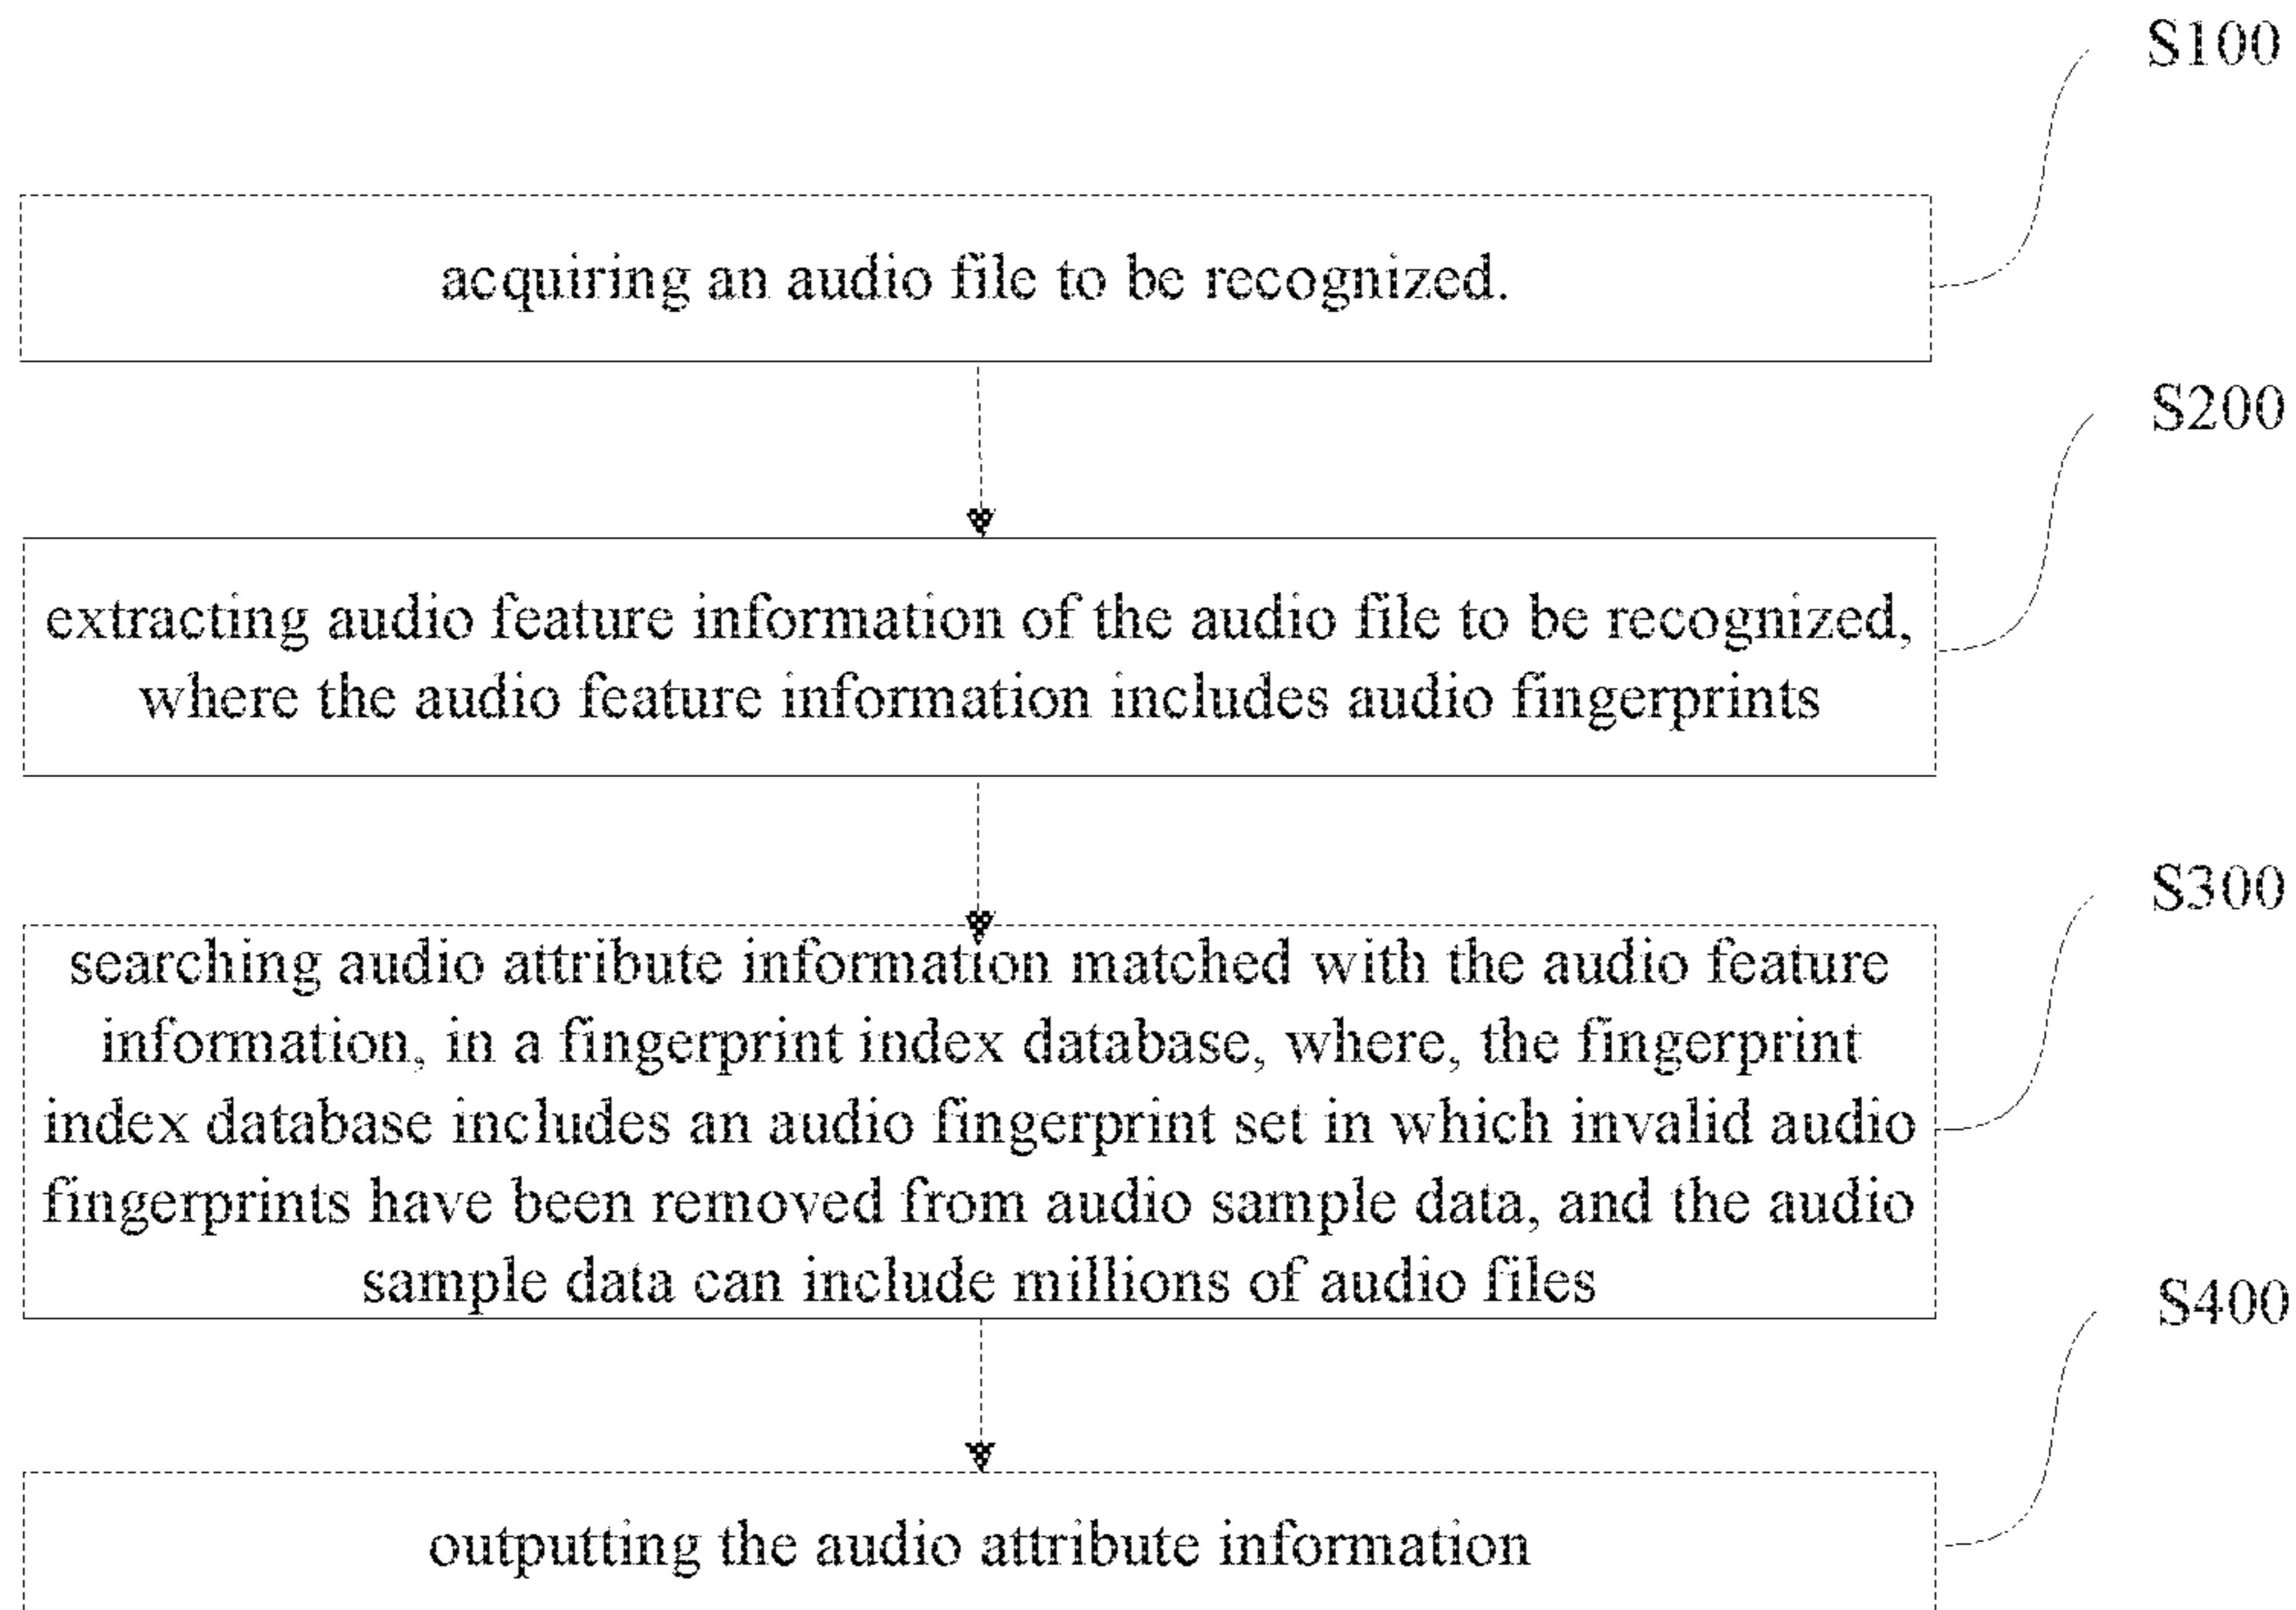 S100
acquiring an audio file to be recognized.
S200
extracting audio feature information of the audio file to be recognized,
where the audio feature information includes audio fingerprints
S300
searching audio attribute information matched with the audio feature
information, in a fingerprint index database, where, the fingerprint
index database includes an audio fingerprint set in which invalid audio
fingerprints have been removed from audio sample data, and the audio
sample data can include millions of audio files
S400
outputting the audio attribute information